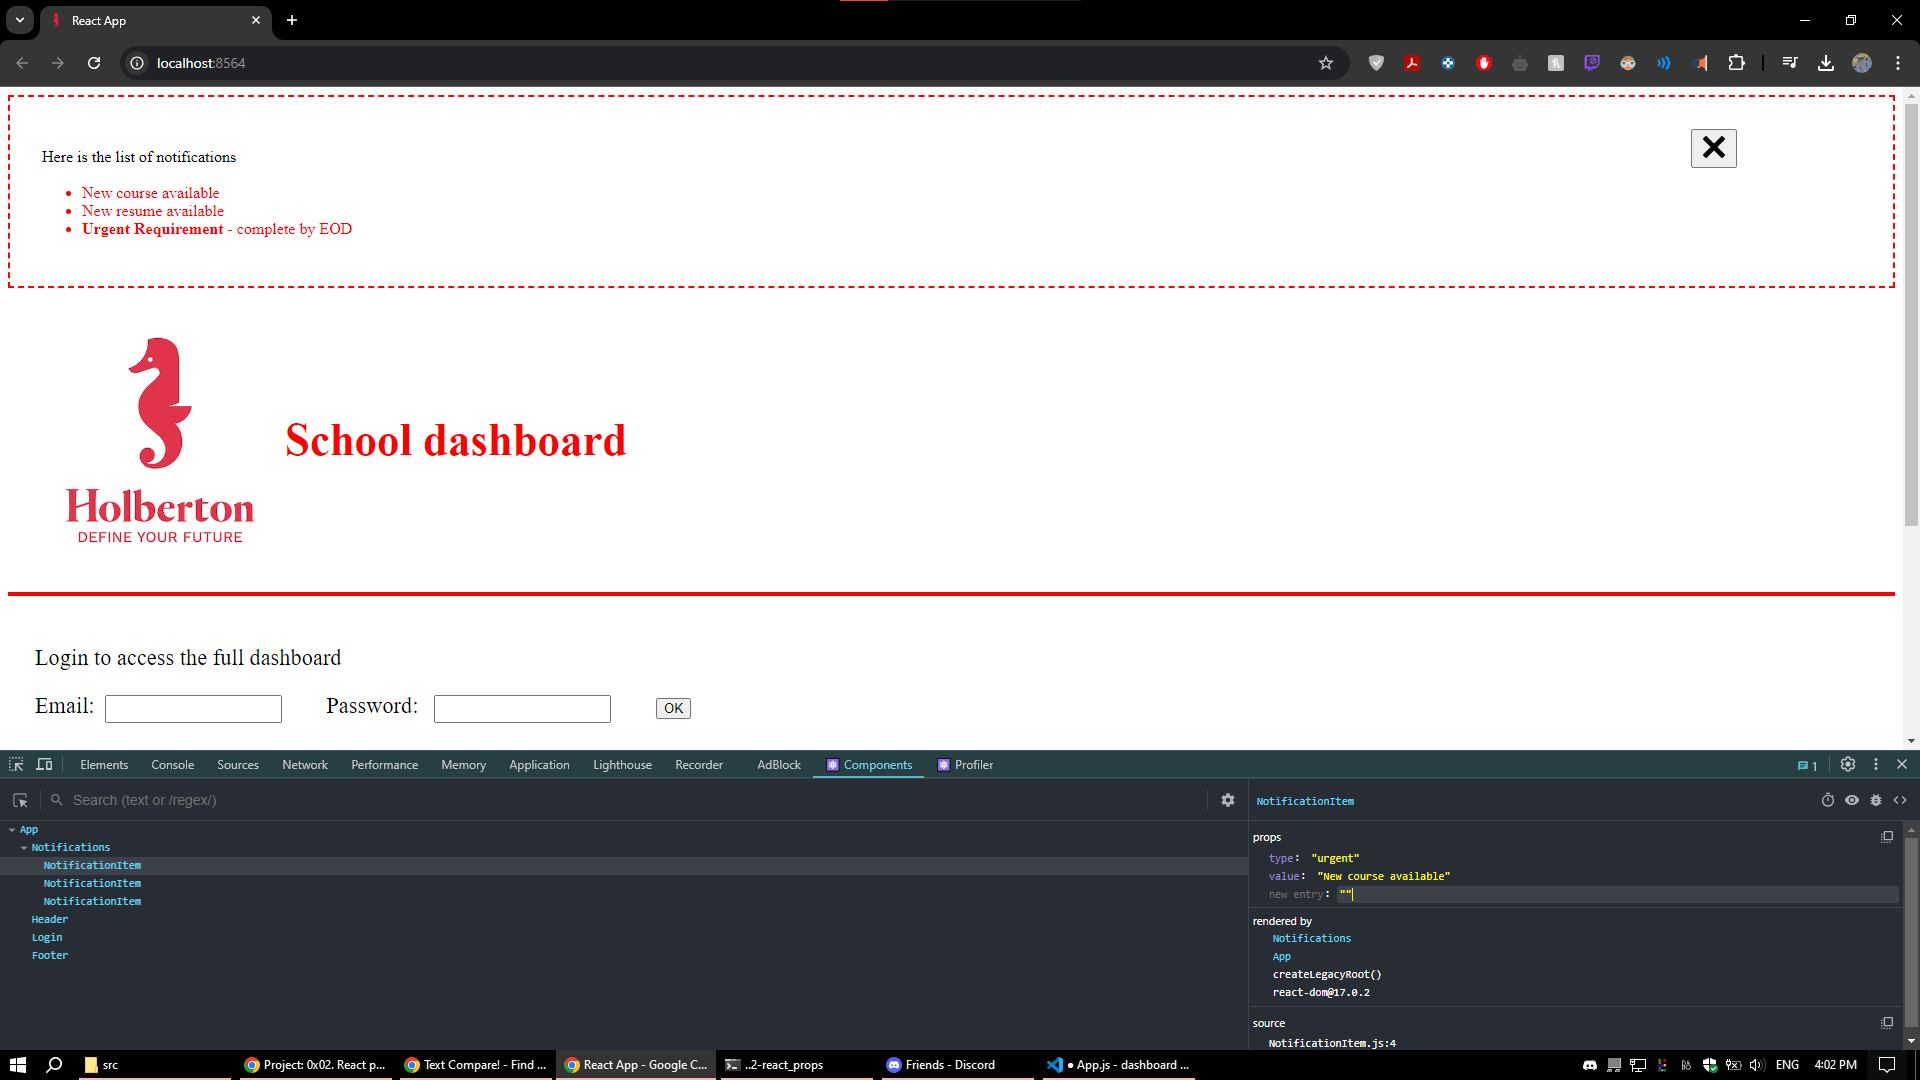 React App
localhost:8564
Here is the list of notifications
New course available
New resume available
Urgent Requirement - complete by EOD
Holberton
DEFINE YOUR FUTURE
School dashboard
Login to access the full dashboard
Email: Password: OK
Elements Console Sources Network Performance Memory Application Lighthouse Recorder AdBlock Components Profiler 1
Search (text or /regex/)
App
Notifications
NotificationItem
NotificationItem
NotificationItem
Header
Login
Footer
NotificationItem
props
type: "urgent"
value: "New course available"
new entry: ""
rendered by
Notifications
App
createLegacyRoot()
react-dom@17.0.2
source
NotificationItem.js:4
src Project: 0x02. React p... Text Compare! - Find ... React App - Google C... ..2-react_props Friends - Discord ● App.js - dashboard ... ENG 4:02 PM